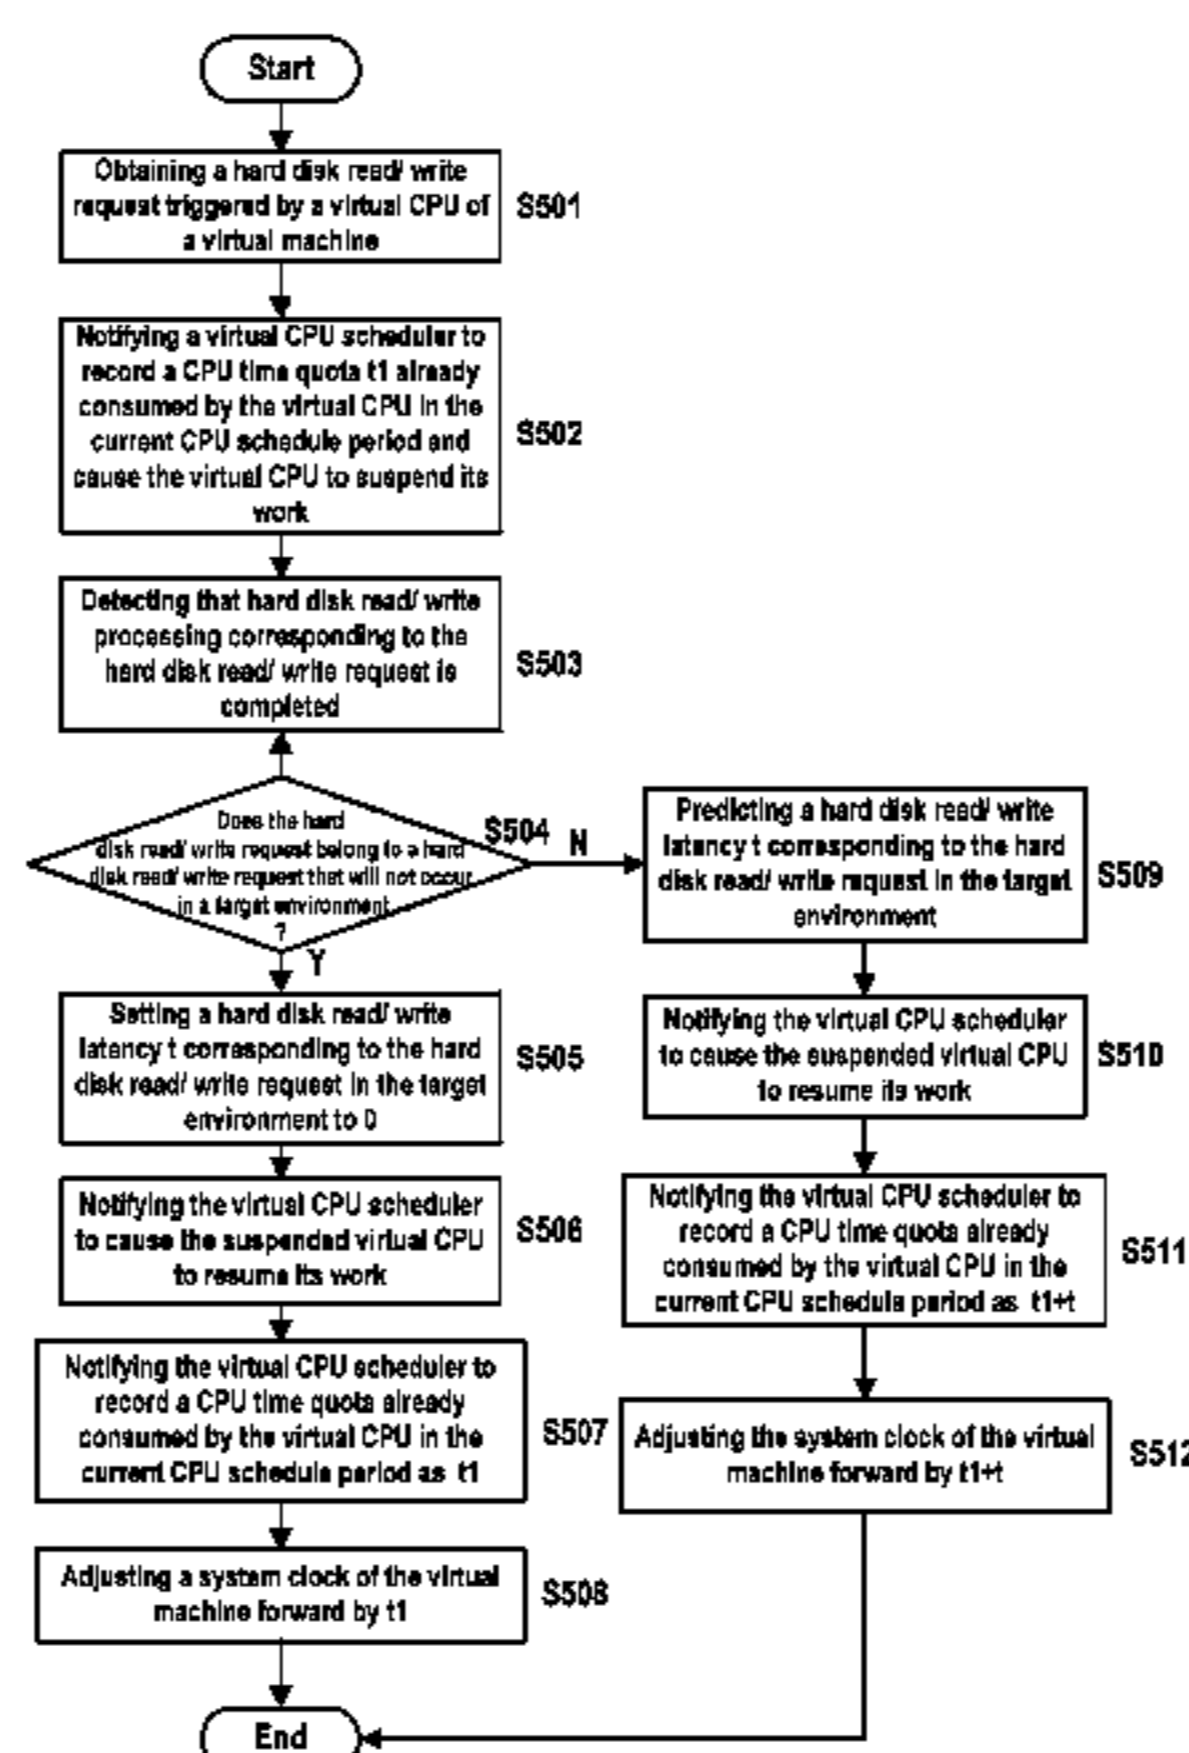 Start
Obtaining a hard disk read/ write
request triggered by a virtual CPU of
a virtual machine
S501
Notifying a virtual CPU scheduler to
record a CPU time quota t1 already
consumed by the virtual CPU in the
current CPU schedule period and
cause the virtual CPU to suspend its
work
S502
Detecting that hard disk read/ write
processing corresponding to the
hard disk read/ write request is
completed
S503
Does the hard
disk read/ write request belong to a hard
disk read/ write request that will not occur
in a target environment
?
S504
N
Y
Setting a hard disk read/ write
latency t corresponding to the hard
disk read/ write request in the target
environment to 0
S505
Notifying the virtual CPU scheduler
to cause the suspended virtual CPU
to resume its work
S506
Notifying the virtual CPU scheduler to
record a CPU time quota already
consumed by the virtual CPU in the
current CPU schedule period as t1
S507
Adjusting a system clock of the virtual
machine forward by t1
S508
Predicting a hard disk read/ write
latency t corresponding to the hard
disk read/ write request in the target
environment
S509
Notifying the virtual CPU scheduler
to cause the suspended virtual CPU
to resume its work
S510
Notifying the virtual CPU scheduler to
record a CPU time quota already
consumed by the virtual CPU in the
current CPU schedule period as t1+t
S511
Adjusting the system clock of the virtual
machine forward by t1+t
S512
End